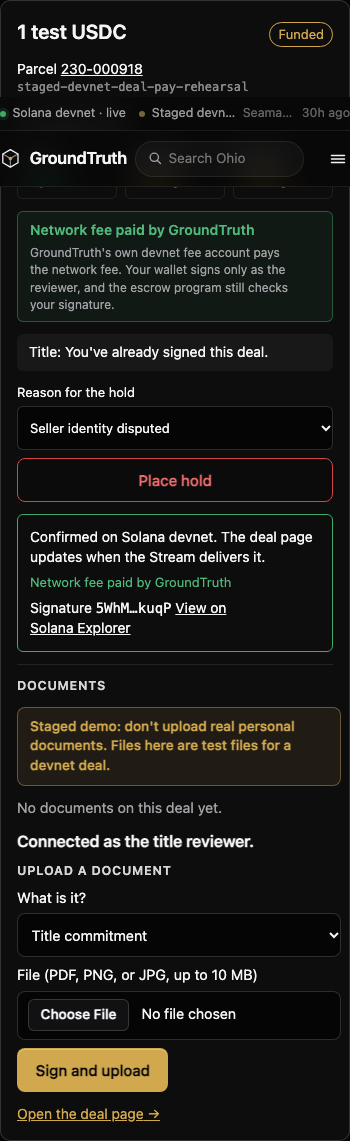 1 test USDC
Funded
Parcel 230-000918
staged-devnet-deal-pay-rehearsal
Solana devnet · live
Staged devn...
Seama...
30h ago
GroundTruth
Search Ohio
Network fee paid by GroundTruth
GroundTruth's own devnet fee account pays
the network fee. Your wallet signs only as the
reviewer, and the escrow program still checks
your signature.
Title: You've already signed this deal.
Reason for the hold
Seller identity disputed
Place hold
Confirmed on Solana devnet. The deal page
updates when the Stream delivers it.
Network fee paid by GroundTruth
Signature 5WhM…kuqP View on
Solana Explorer
DOCUMENTS
Staged demo: don't upload real personal
documents. Files here are test files for a
devnet deal.
No documents on this deal yet.
Connected as the title reviewer.
UPLOAD A DOCUMENT
What is it?
Title commitment
File (PDF, PNG, or JPG, up to 10 MB)
Choose File
No file chosen
Sign and upload
Open the deal page →